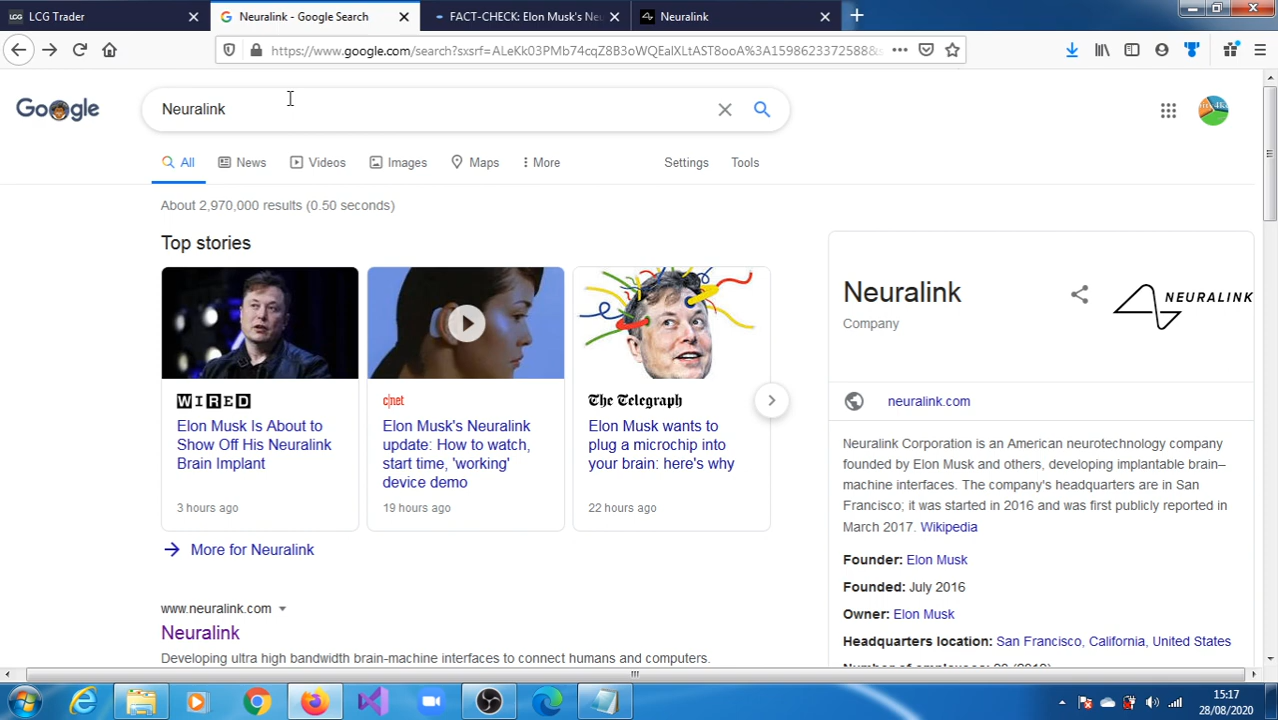 LCG Trader
Neuralink - Google Search
FACT-CHECK: Elon Musk's Ne
Neuralink
https://www.google.com/search?sxsrf=ALeKk03PMb74cqZ8B3oWQEalXLtAST8ooA%3A1598623372588&
Google
Neuralink
All
News
Videos
Images
Maps
More
Settings
Tools
About 2,970,000 results (0.50 seconds)
Top stories
WIRED
Elon Musk Is About to
Show Off His Neuralink
Brain Implant
3 hours ago
c|net
Elon Musk's Neuralink
update: How to watch,
start time, 'working'
device demo
19 hours ago
The Telegraph
Elon Musk wants to
plug a microchip into
your brain: here's why
22 hours ago
More for Neuralink
www.neuralink.com
Neuralink
Developing ultra high bandwidth brain-machine interfaces to connect humans and computers.
Neuralink
Company
NEURALINK
neuralink.com
Neuralink Corporation is an American neurotechnology company
founded by Elon Musk and others, developing implantable brain–
machine interfaces. The company's headquarters are in San
Francisco; it was started in 2016 and was first publicly reported in
March 2017. Wikipedia
Founder: Elon Musk
Founded: July 2016
Owner: Elon Musk
Headquarters location: San Francisco, California, United States
15:17
28/08/2020